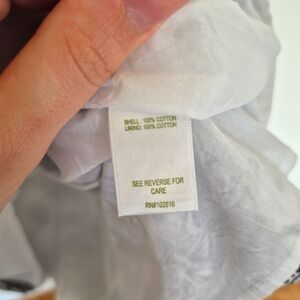 SHELL: 100% COTTON
LINING: 100% COTTON
SEE REVERSE FOR
CARE
RN#102816